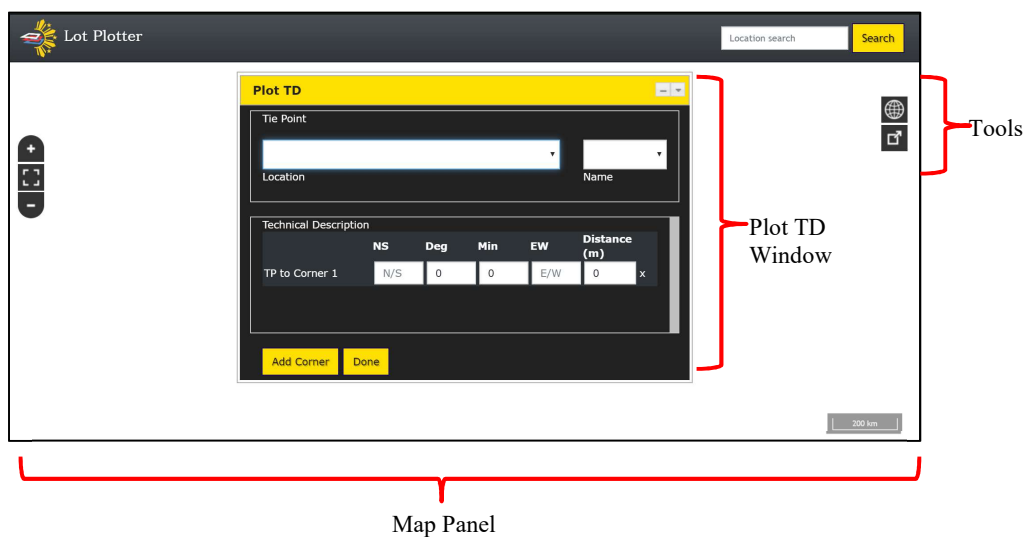 Lot Plotter
Location search
Search
Plot TD
Tie Point
Location
Name
Technical Description
NS Deg Min EW Distance (m)
TP to Corner 1 N/S 0 0 E/W 0 x
Add Corner Done
+
-
200 km
Tools
Plot TD
Window
Map Panel